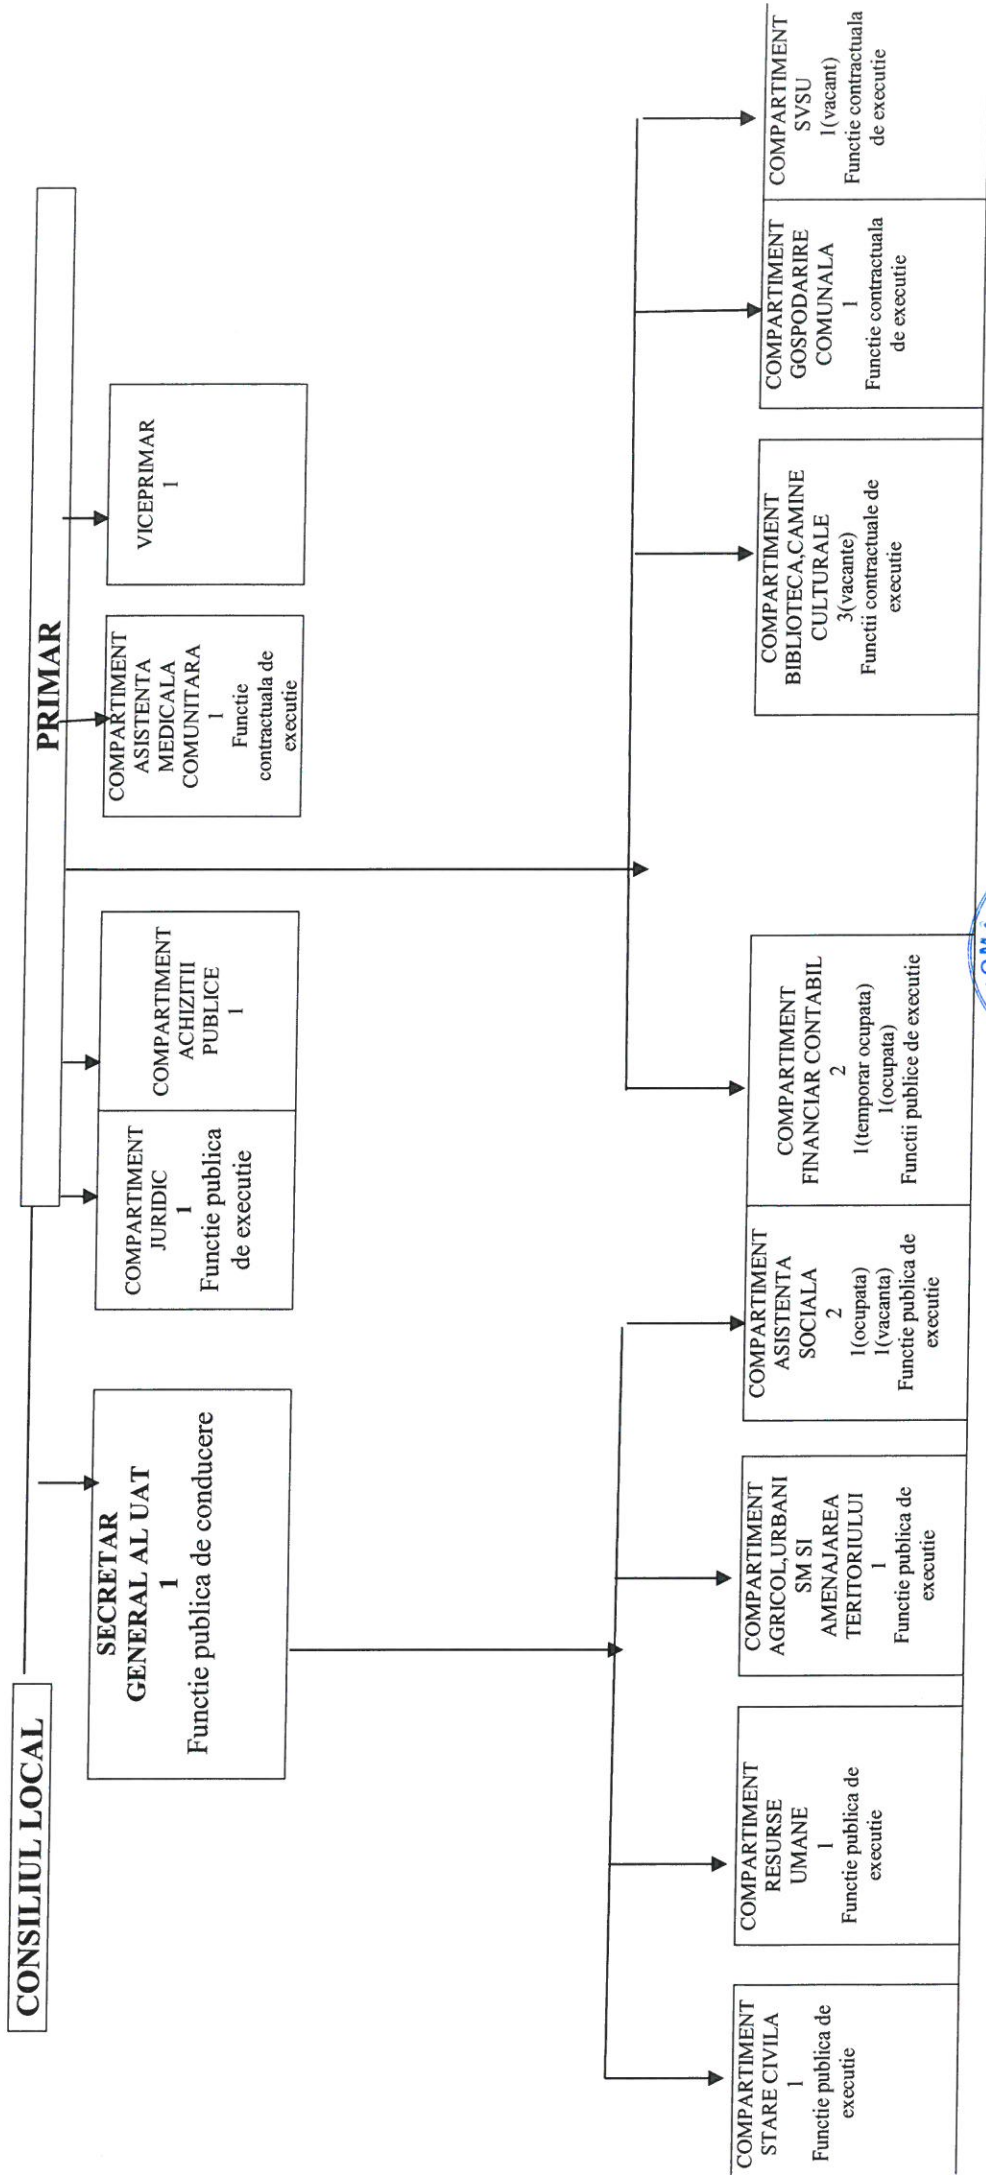 CONSILIUL LOCAL
PRIMAR
SECRETAR
GENERAL AL UAT
1
Functie publica de conducere
COMPARTIMENT
JURIDIC
1
Functie publica
de executie
COMPARTIMENT
ACHIZITII
PUBLICE
1
COMPARTIMENT
ASISTENTA
MEDICALA
COMUNITARA
1
Functie
contractuala de
executie
VICEPRIMAR
1
COMPARTIMENT
STARE CIVILA
1
Functie publica de
executie
COMPARTIMENT
RESURSE
UMANE
1
Functie publica de
executie
COMPARTIMENT
AGRICOL,URBANI
SM SI
AMENAJAREA
TERITORIULUI
1
Functie publica de
executie
COMPARTIMENT
ASISTENTA
SOCIALA
2
1(ocupata)
1(vacanta)
Functie publica de
executie
COMPARTIMENT
FINANCIAR CONTABIL
2
1(temporar ocupata)
1(ocupata)
Functii publice de executie
COMPARTIMENT
BIBLIOTECA,CAMINE
CULTURALE
3(vacante)
Functii contractuale de
executie
COMPARTIMENT
GOSPODARIRE
COMUNALA
1
Functie contractuala
de executie
COMPARTIMENT
SVSU
1(vacant)
Functie contractuala
de executie